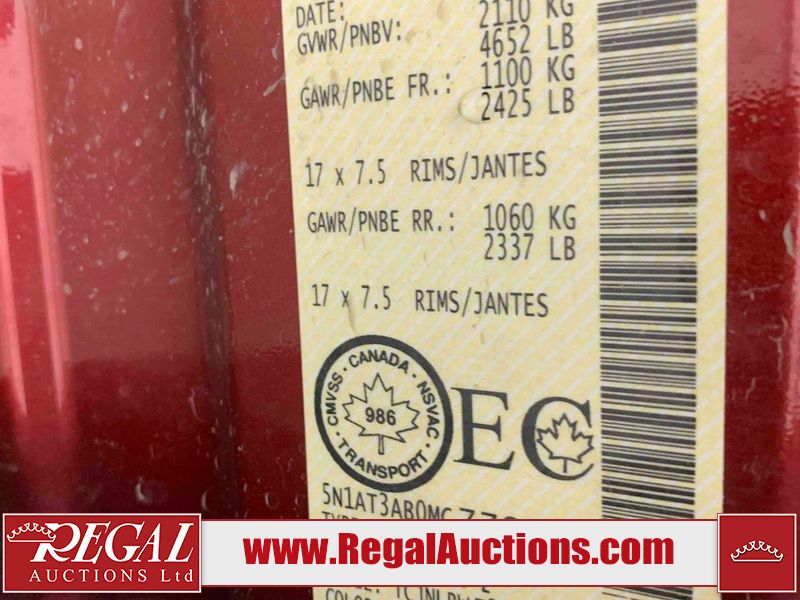 DATE:
2110 KG
GVWR/PNBV: 4652 LB
GAWR/PNBE FR.: 1100 KG
2425 LB
17 x 7.5 RIMS/JANTES
GAWR/PNBE RR.: 1060 KG
2337 LB
17 x 7.5 RIMS/JANTES
CMVSS · CANADA · NSVAC · TRANSPORT ·
986
EC
5N1AT3AB0MC
REGAL
AUCTIONS Ltd
www.RegalAuctions.com